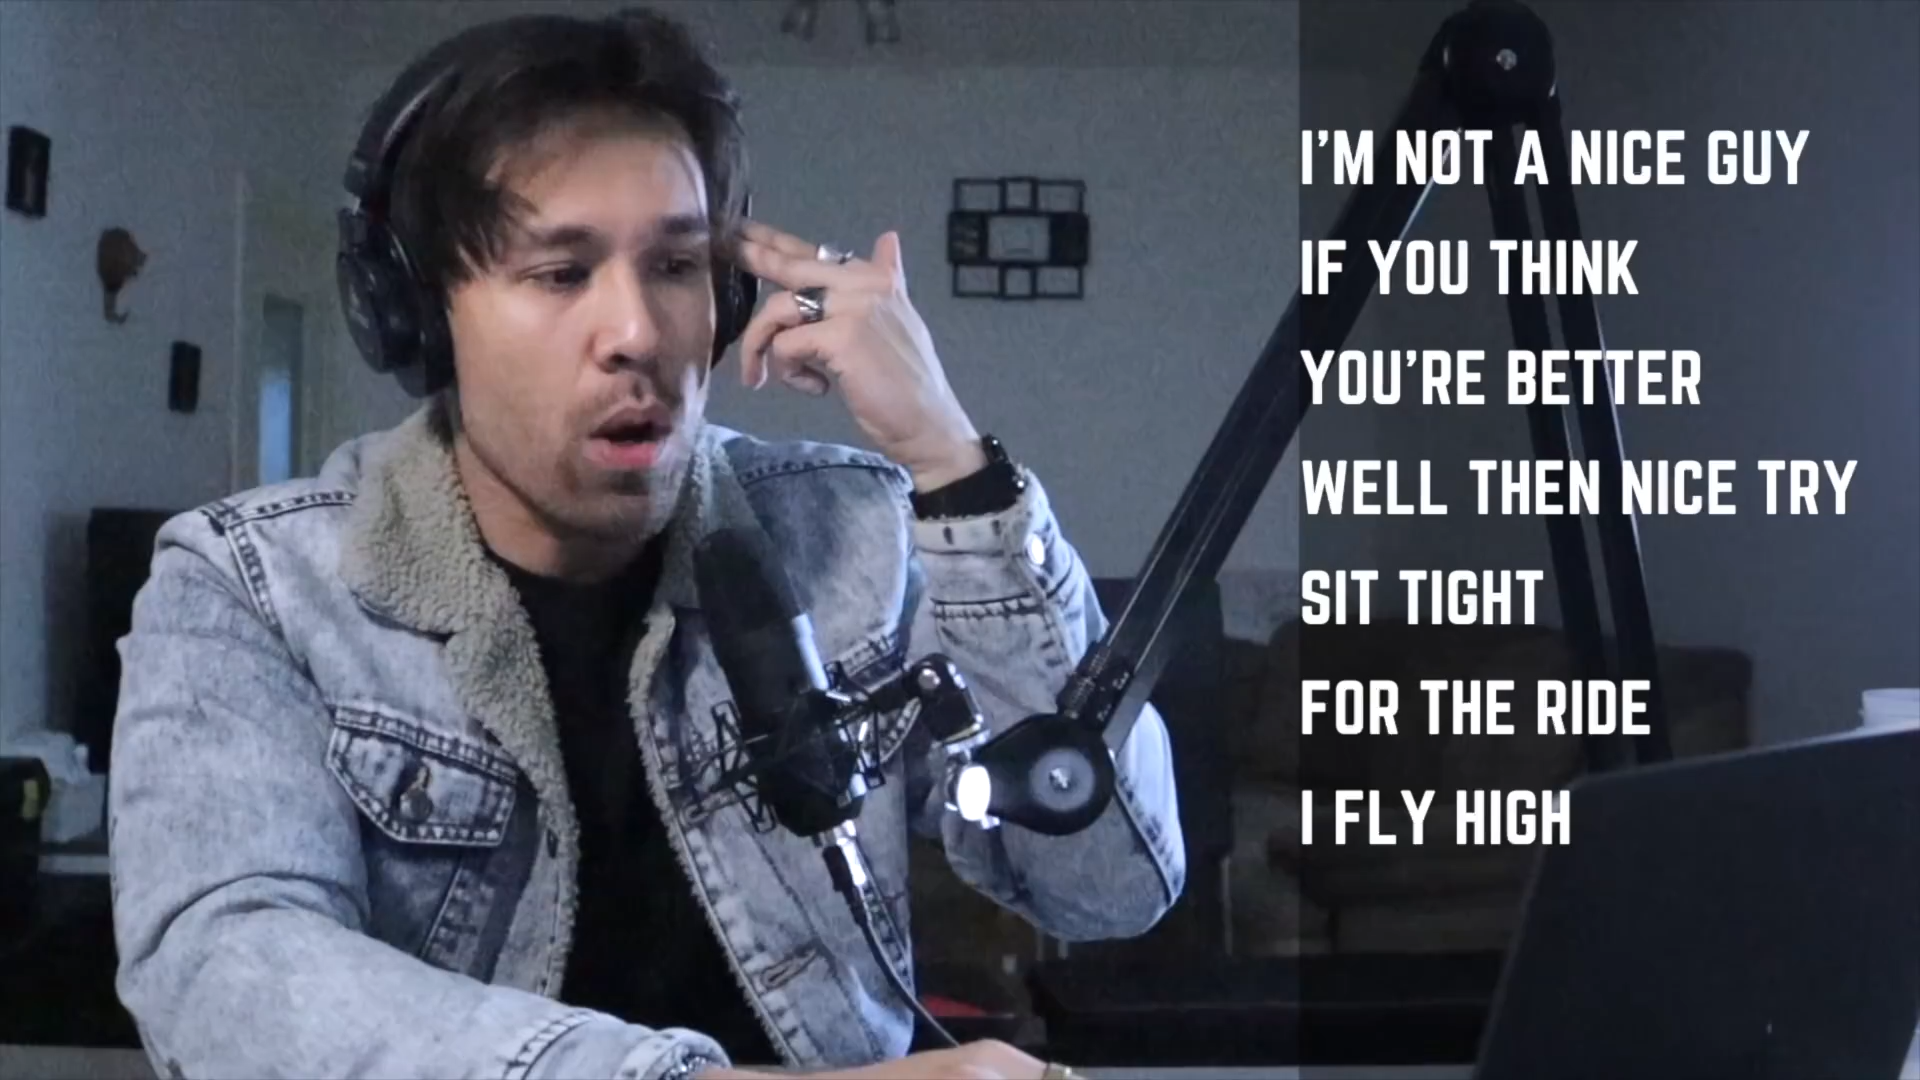 I'M NOT A NICE GUY
IF YOU THINK
YOU'RE BETTER
WELL THEN NICE TRY
SIT TIGHT
FOR THE RIDE
I FLY HIGH